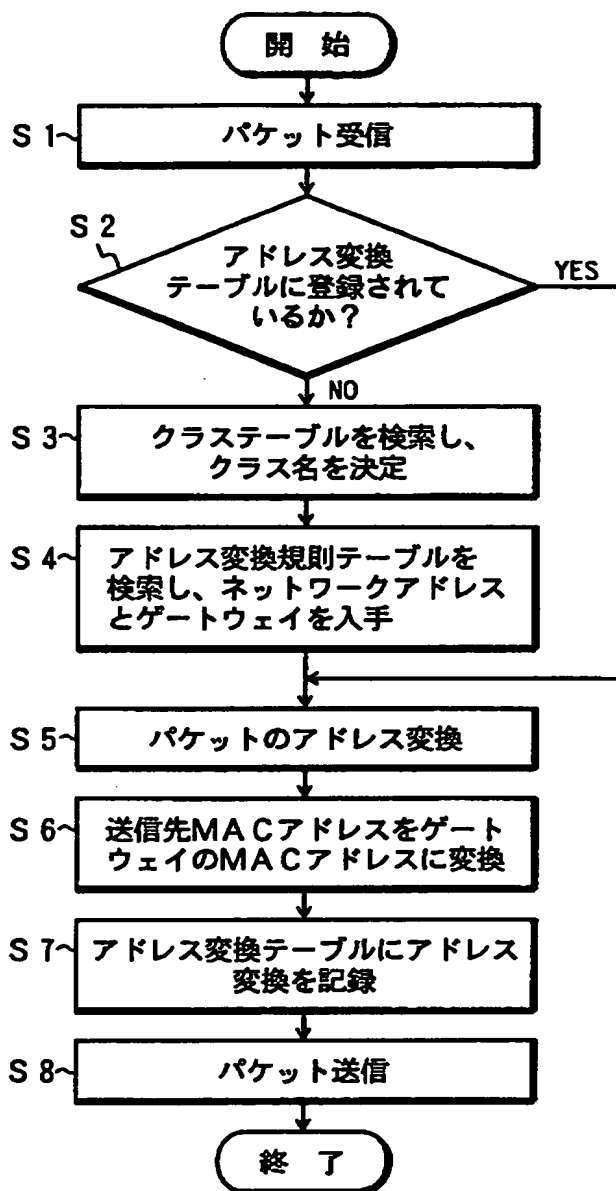 開 始
S 1
パケット受信
S 2
アドレス変換
テーブルに登録されて
いるか？
YES
NO
S 3
クラステーブルを検索し、
クラス名を決定
S 4
アドレス変換規則テーブルを
検索し、ネットワークアドレス
とゲートウェイを入手
S 5
パケットのアドレス変換
S 6
送信先MACアドレスをゲート
ウェイのMACアドレスに変換
S 7
アドレス変換テーブルにアドレス
変換を記録
S 8
パケット送信
終 了